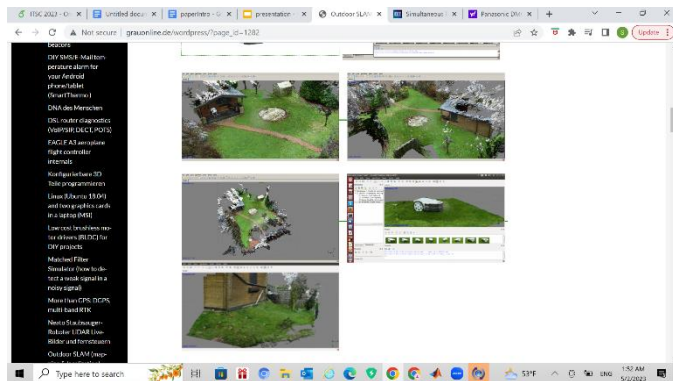 ITSC 2022 - O
Untitled docum
paperintro - G
presentation -
Outdoor SLAM
Simultaneous
Panasonic DM
Not secure | grauonline.de/wordpress/?page_id=1282
Update
beacons
DIY SMS/E-Mail tem-
perature alarm for
your Android
phone/tablet
(SmartThermo)
DNA des Menschen
DSL router diagnostics
(VoIP/SIP, DECT, POTS)
EAGLE A3 aeroplane
flight controller
internals
Konfigurierbare 3D
Teile programmieren
Linux (Ubuntu 18.04)
and two graphics cards
in a laptop (MSI)
Low cost brushless mo-
tor drivers (BLDC) for
DIY projects
Matched Filter
Simulator (how to de-
tect a weak signal in a
noisy signal)
More than GPS: DGPS,
multi-band RTK
Neato Staubsauger-
Roboter LIDAR Live-
Bilder und fernsteuern
Outdoor SLAM (map-
Type here to search
53°F
ENG
1:32 AM
5/2/2023